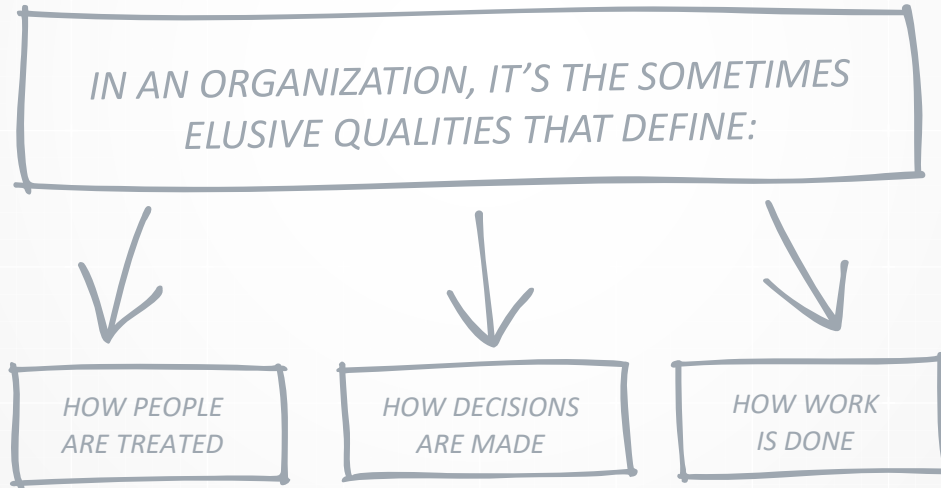 IN AN ORGANIZATION, IT'S THE SOMETIMES
ELUSIVE QUALITIES THAT DEFINE:
HOW PEOPLE
ARE TREATED
HOW DECISIONS
ARE MADE
HOW WORK
IS DONE